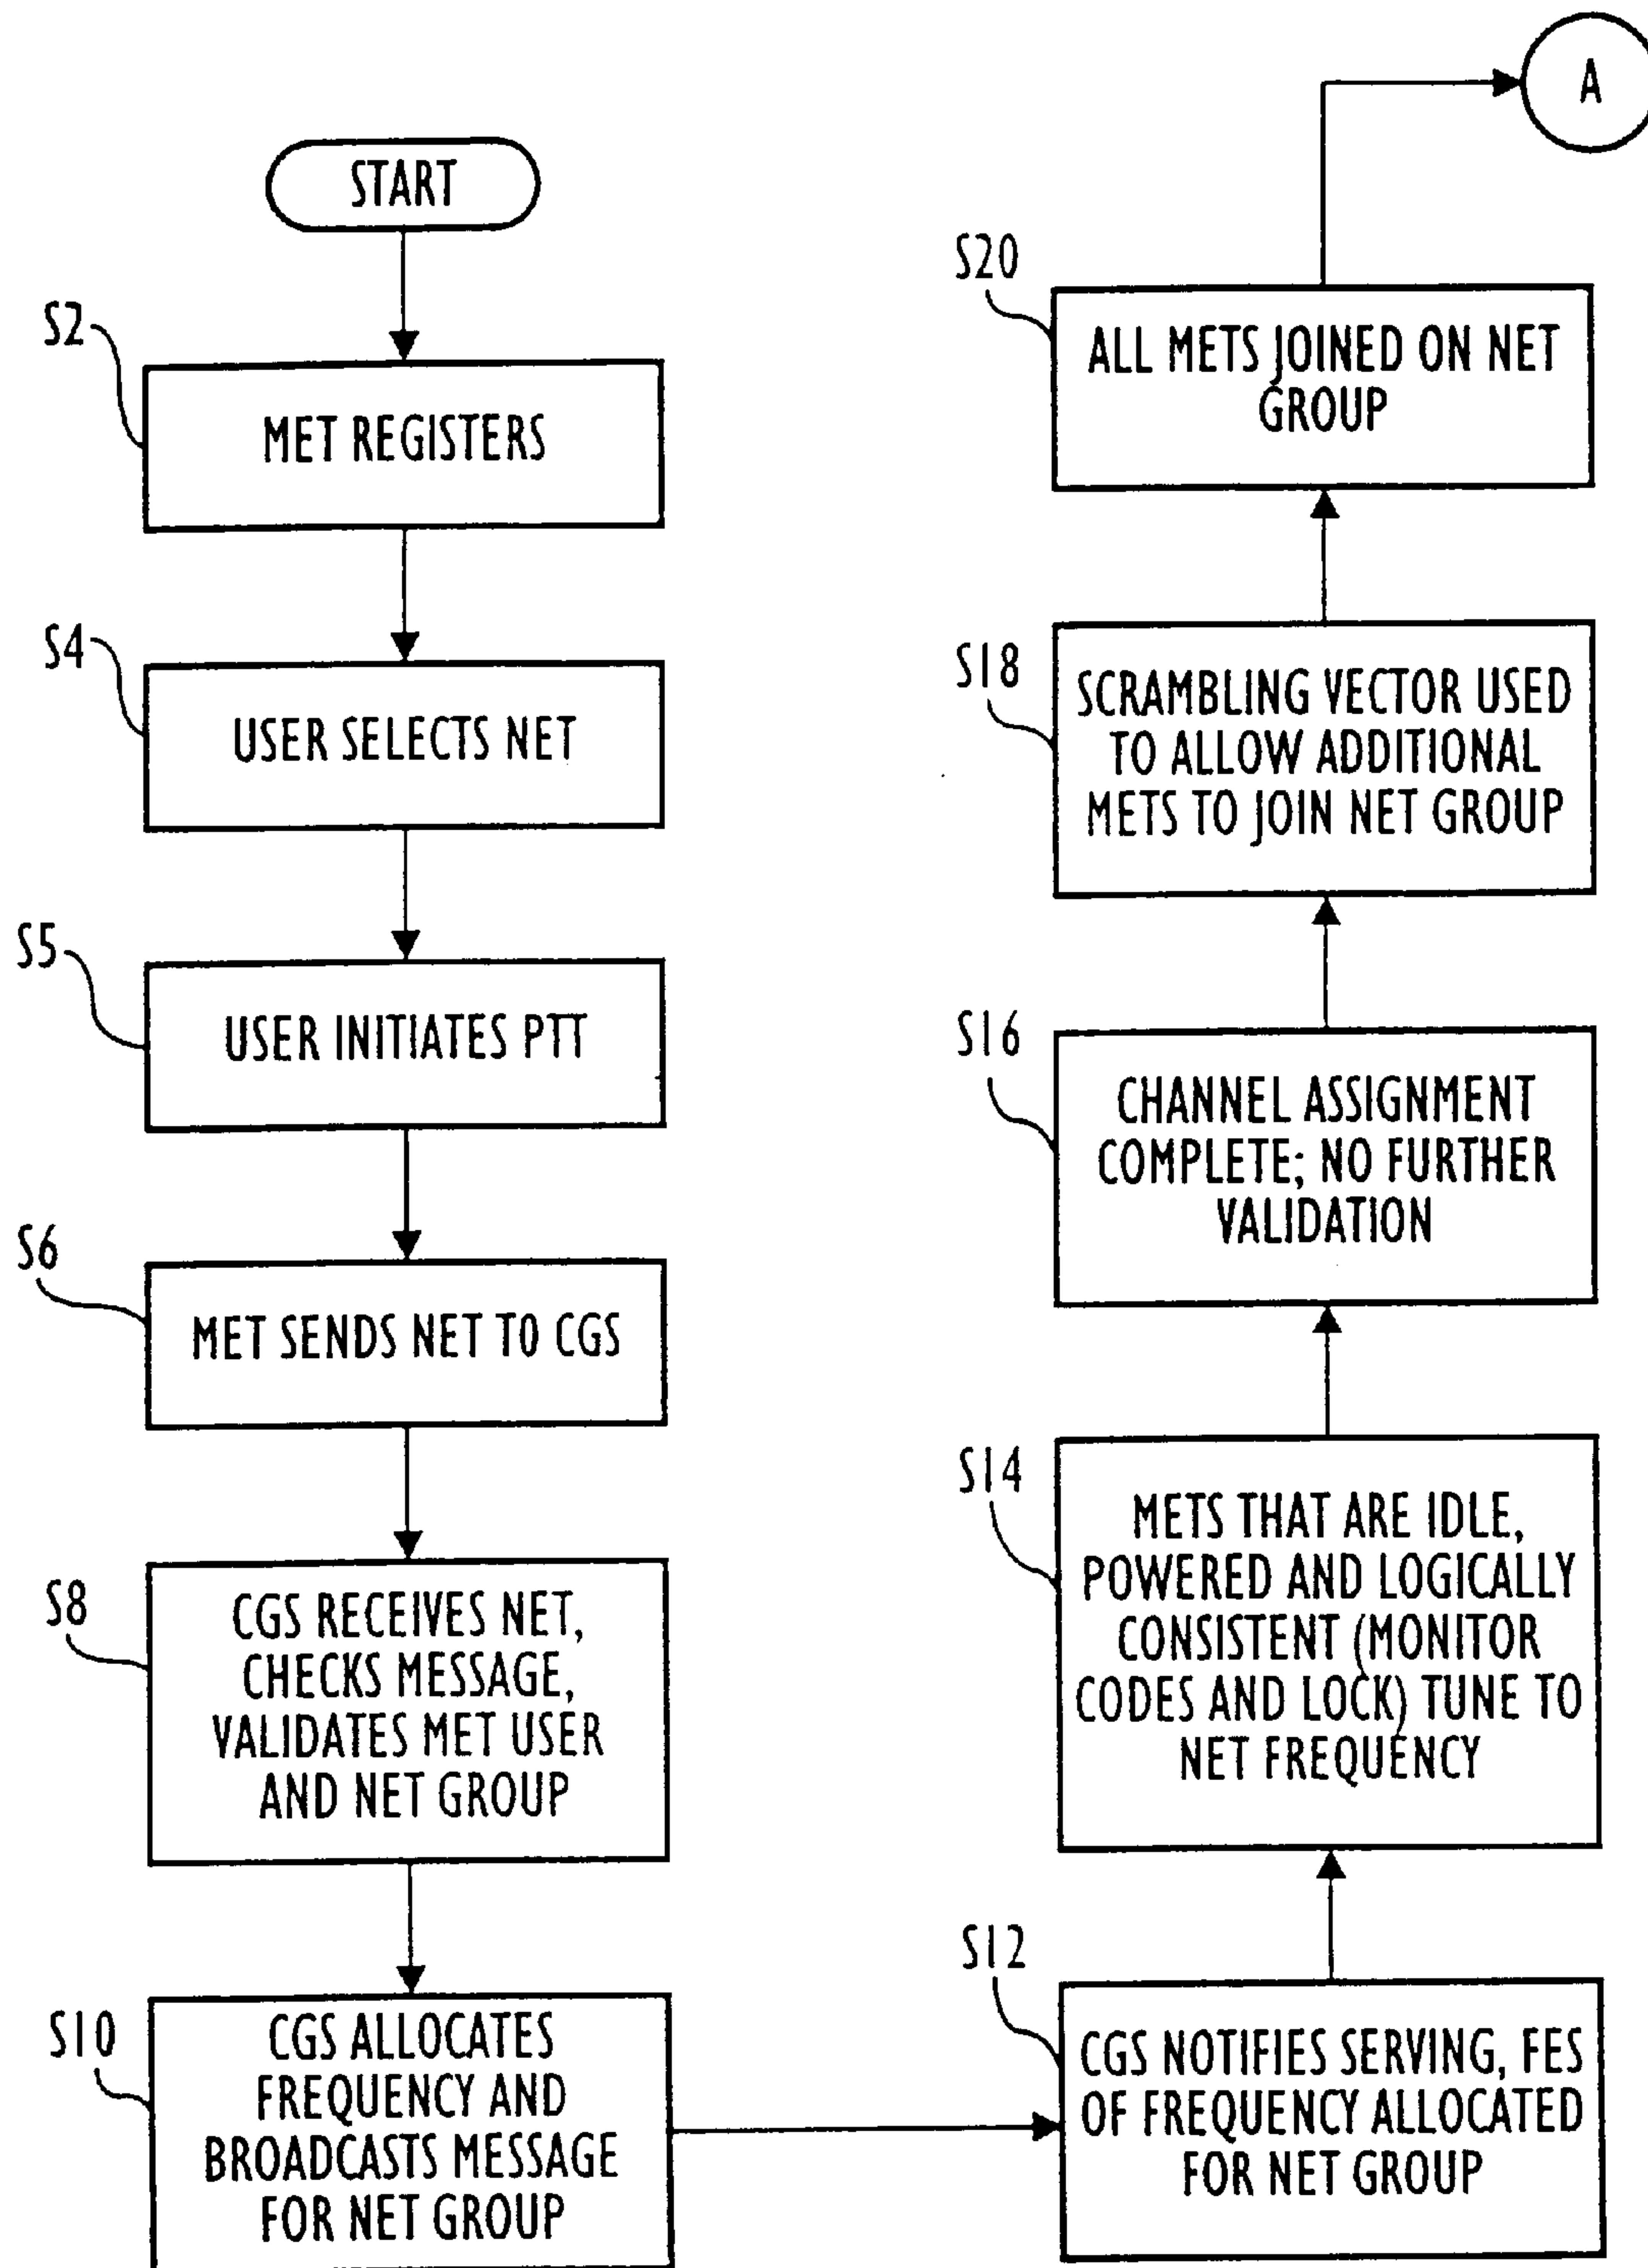 START
S2
MET REGISTERS
S4
USER SELECTS NET
S5
USER INITIATES PTT
S6
MET SENDS NET TO CGS
S8
CGS RECEIVES NET,
CHECKS MESSAGE,
VALIDATES MET USER
AND NET GROUP
S10
CGS ALLOCATES
FREQUENCY AND
BROADCASTS MESSAGE
FOR NET GROUP
S12
CGS NOTIFIES SERVING, FES
OF FREQUENCY ALLOCATED
FOR NET GROUP
S14
METS THAT ARE IDLE,
POWERED AND LOGICALLY
CONSISTENT (MONITOR
CODES AND LOCK) TUNE TO
NET FREQUENCY
S16
CHANNEL ASSIGNMENT
COMPLETE; NO FURTHER
VALIDATION
S18
SCRAMBLING VECTOR USED
TO ALLOW ADDITIONAL
METS TO JOIN NET GROUP
S20
ALL METS JOINED ON NET
GROUP
A